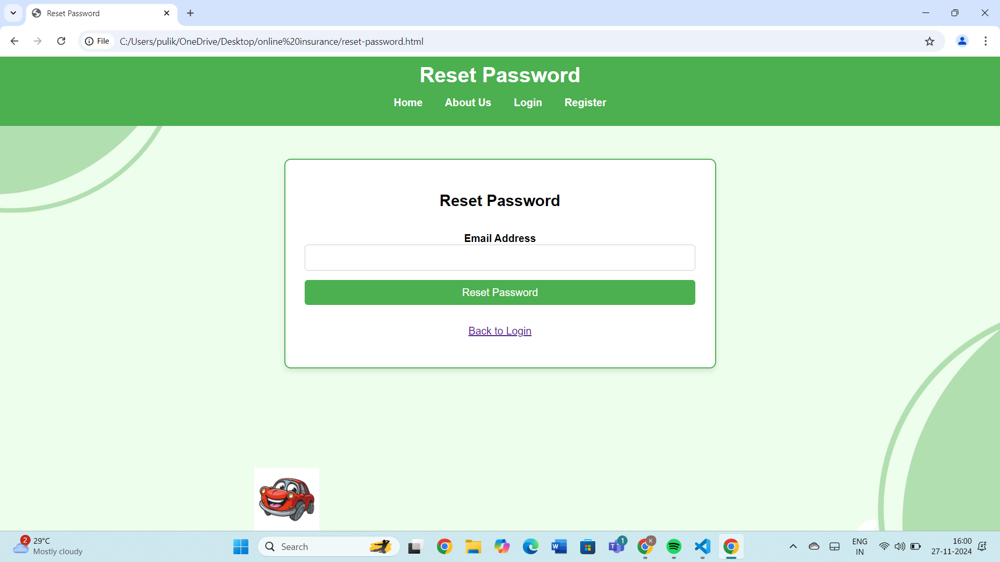 Reset Password
File C:/Users/pulik/OneDrive/Desktop/online%20insurance/reset-password.html
Reset Password
Home About Us Login Register
Reset Password
Email Address
Reset Password
Back to Login
2 29°C
Mostly cloudy
Search
W
T 1
K
ENG
IN
16:00
27-11-2024